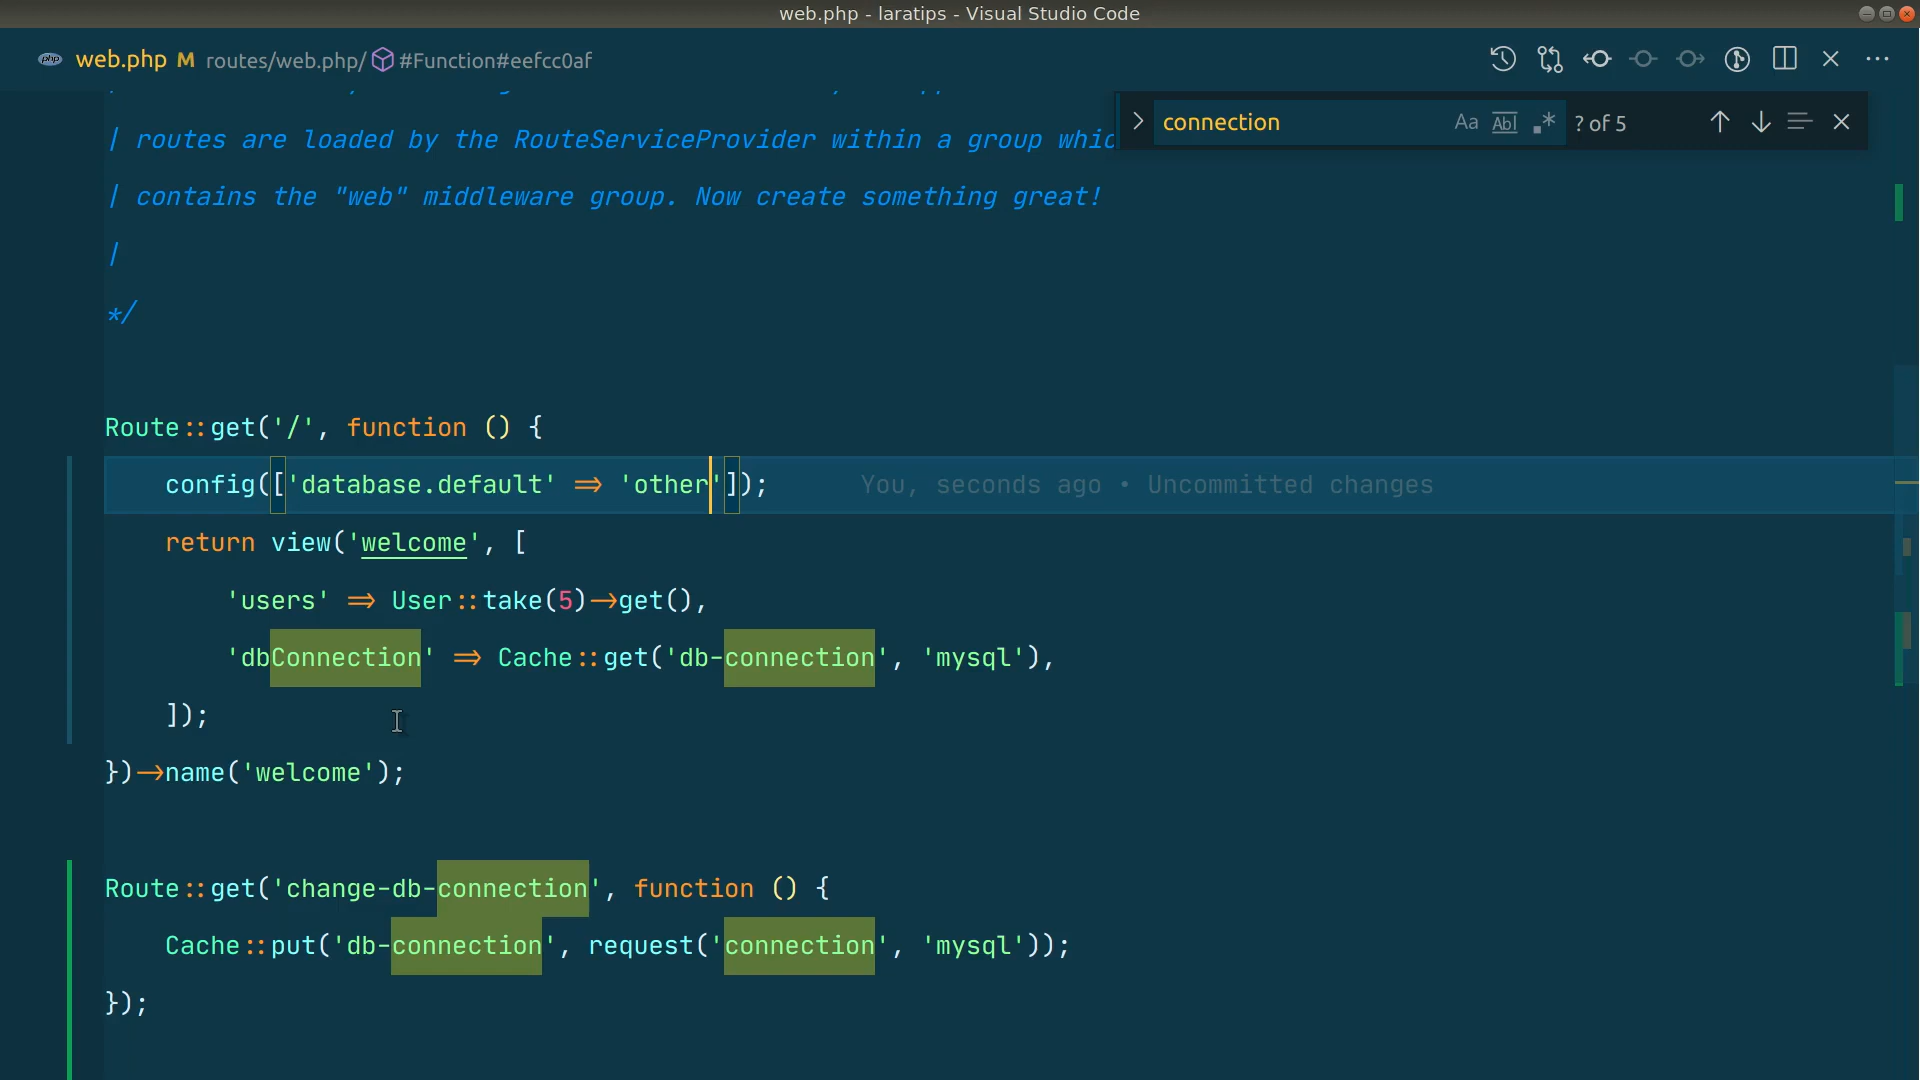 web.php - laratips - Visual Studio Code
php web.php M routes/web.php/ #Function#eefcc0af
connection Aa Abl .* ? of 5
| routes are loaded by the RouteServiceProvider within a group whic
| contains the "web" middleware group. Now create something great!
|
*/
Route::get('/', function () {
config(['database.default' => 'other']); You, seconds ago • Uncommitted changes
return view('welcome', [
'users' => User::take(5)->get(),
'dbConnection' => Cache::get('db-connection', 'mysql'),
]);
})->name('welcome');
Route::get('change-db-connection', function () {
Cache::put('db-connection', request('connection', 'mysql'));
});